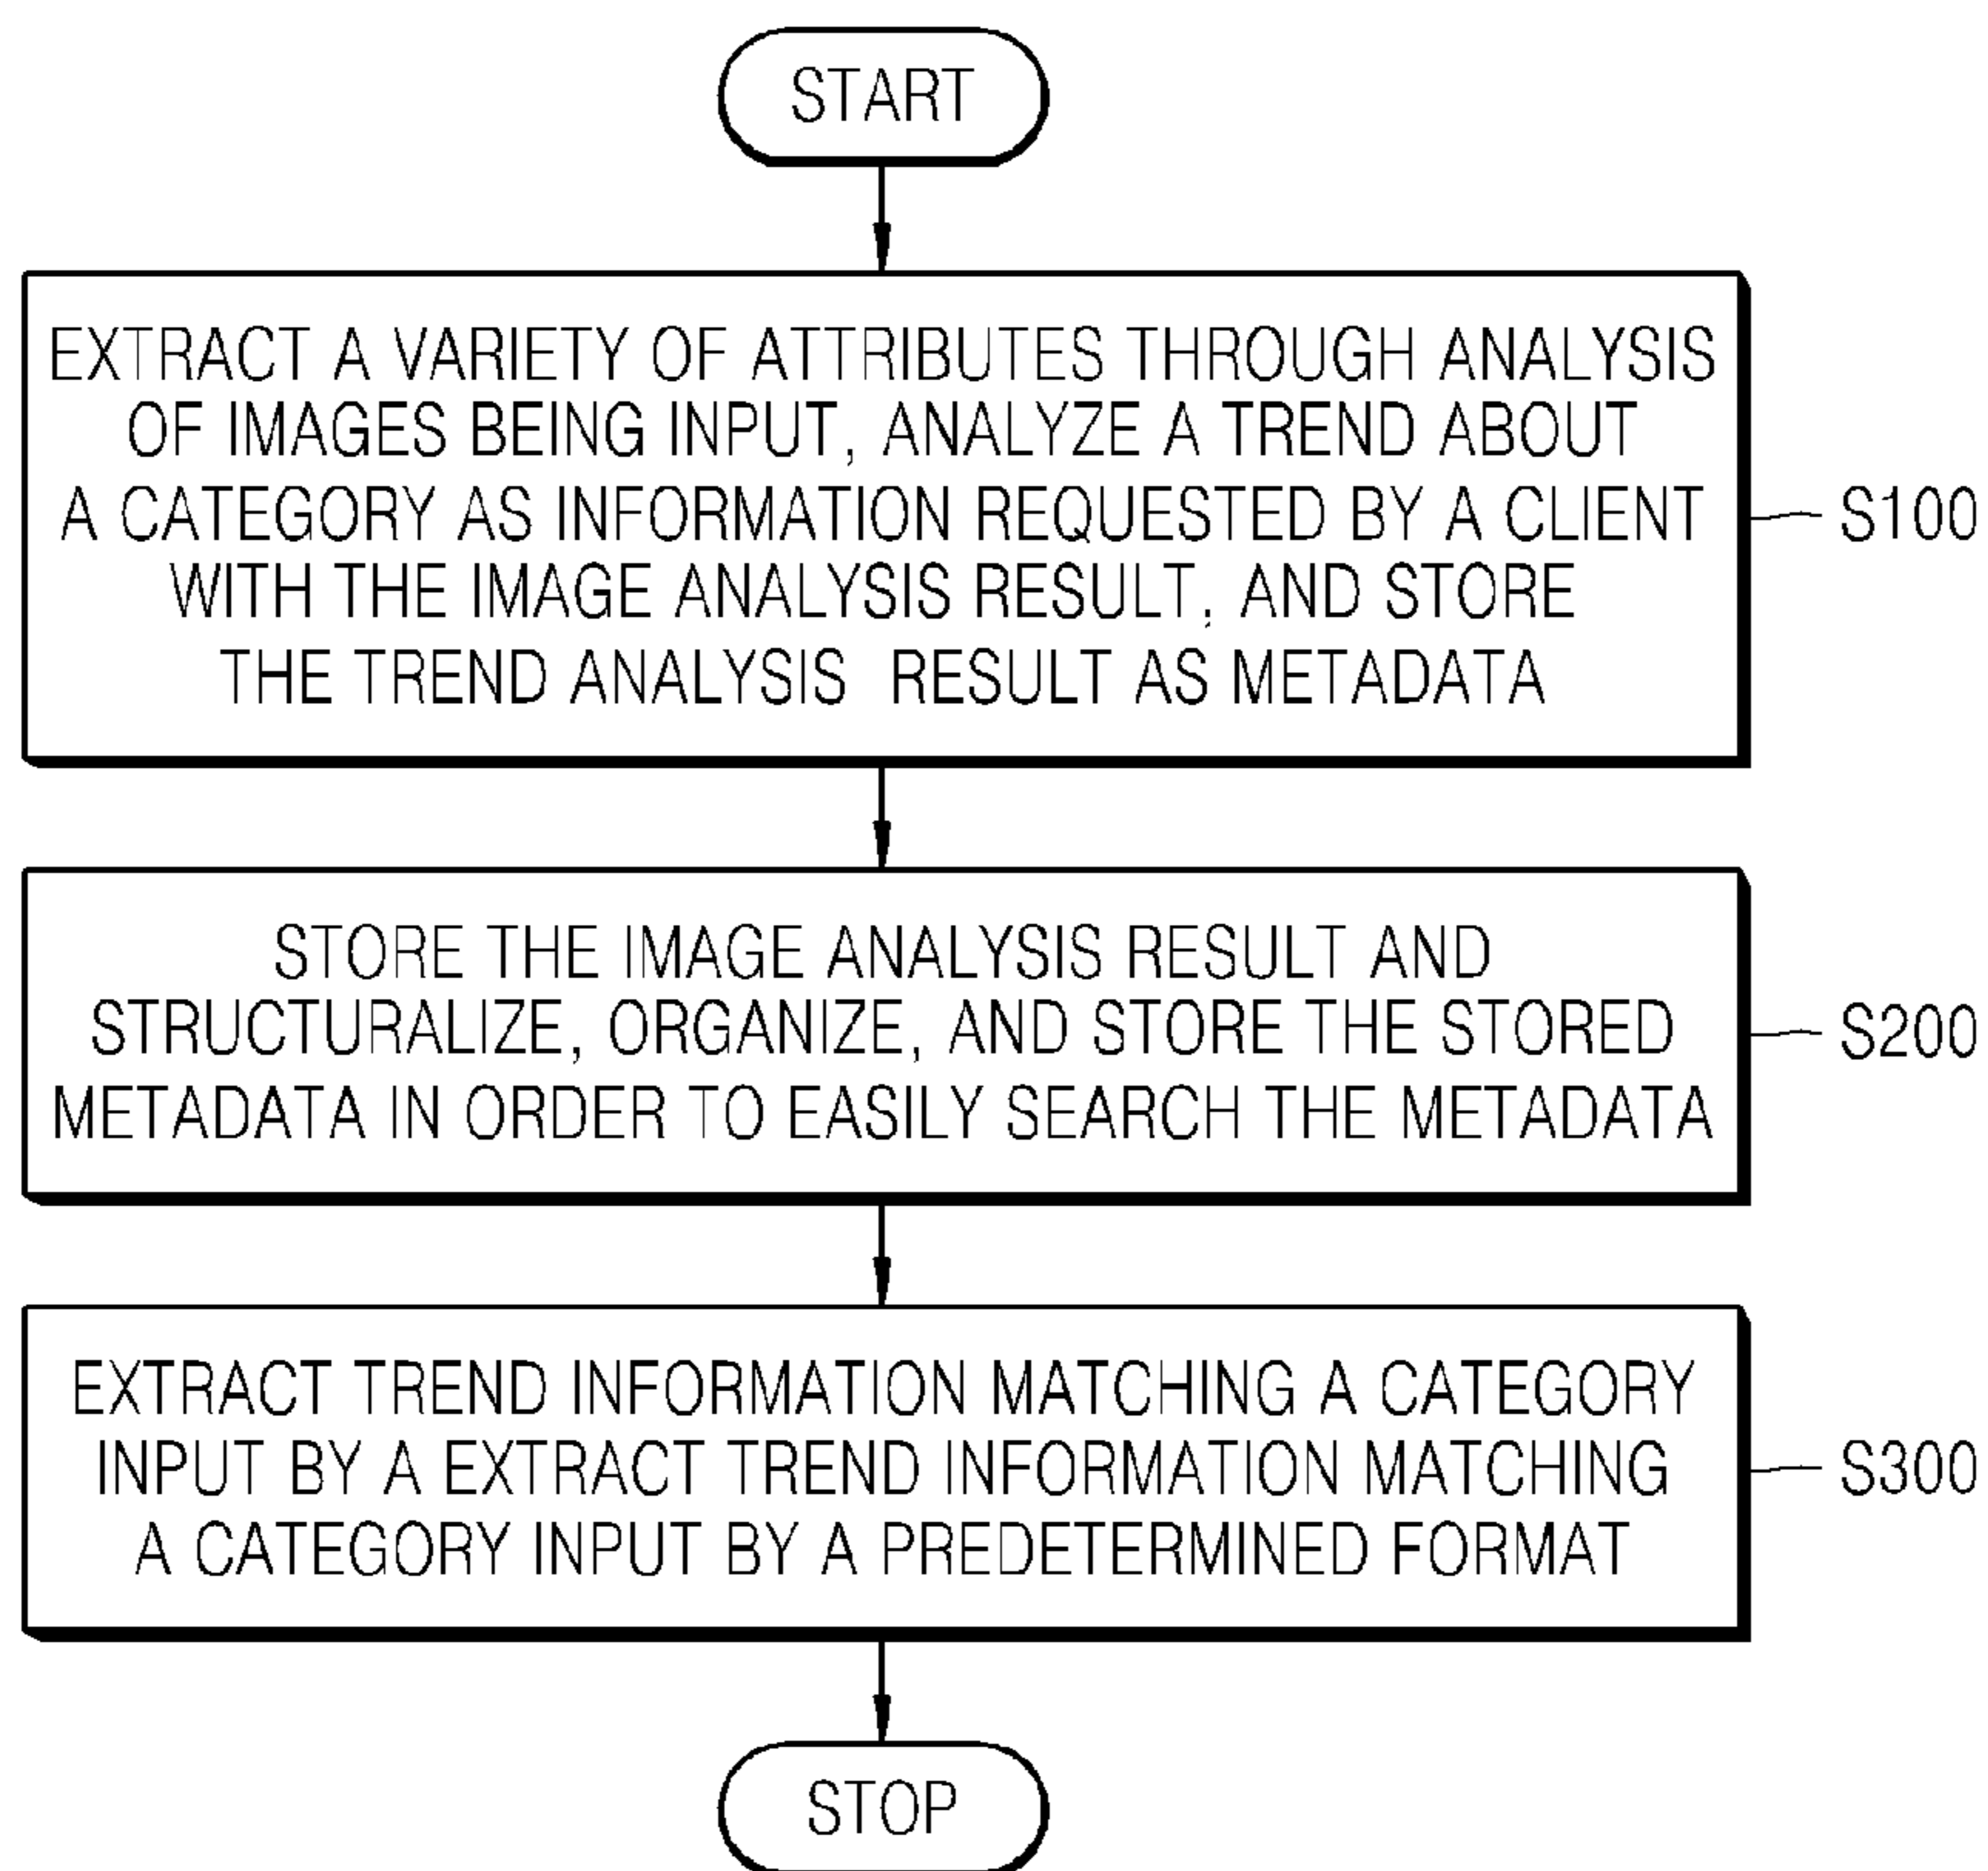 START
EXTRACT A VARIETY OF ATTRIBUTES THROUGH ANALYSIS
OF IMAGES BEING INPUT, ANALYZE A TREND ABOUT
A CATEGORY AS INFORMATION REQUESTED BY A CLIENT
WITH THE IMAGE ANALYSIS RESULT, AND STORE
THE TREND ANALYSIS RESULT AS METADATA
S100
STORE THE IMAGE ANALYSIS RESULT AND
STRUCTURALIZE, ORGANIZE, AND STORE THE STORED
METADATA IN ORDER TO EASILY SEARCH THE METADATA
S200
EXTRACT TREND INFORMATION MATCHING A CATEGORY
INPUT BY A EXTRACT TREND INFORMATION MATCHING
A CATEGORY INPUT BY A PREDETERMINED FORMAT
S300
STOP